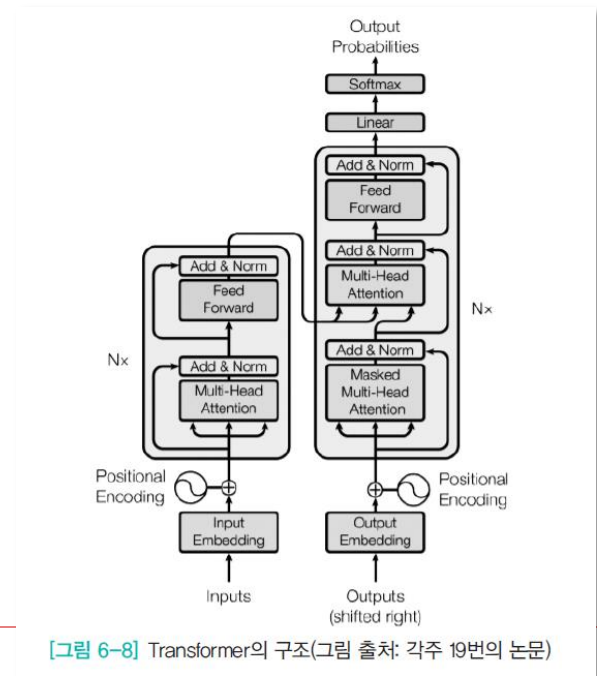 Output
Probabilities
Softmax
Linear
Add & Norm
Feed
Forward
Add & Norm
Multi-Head
Attention
Nx
Add & Norm
Masked
Multi-Head
Attention
Add & Norm
Feed
Forward
Nx
Add & Norm
Multi-Head
Attention
Positional
Encoding
Positional
Encoding
Input
Embedding
Output
Embedding
Inputs
Outputs
(shifted right)
[그림 6-8] Transformer의 구조(그림 출처: 각주 19번의 논문)